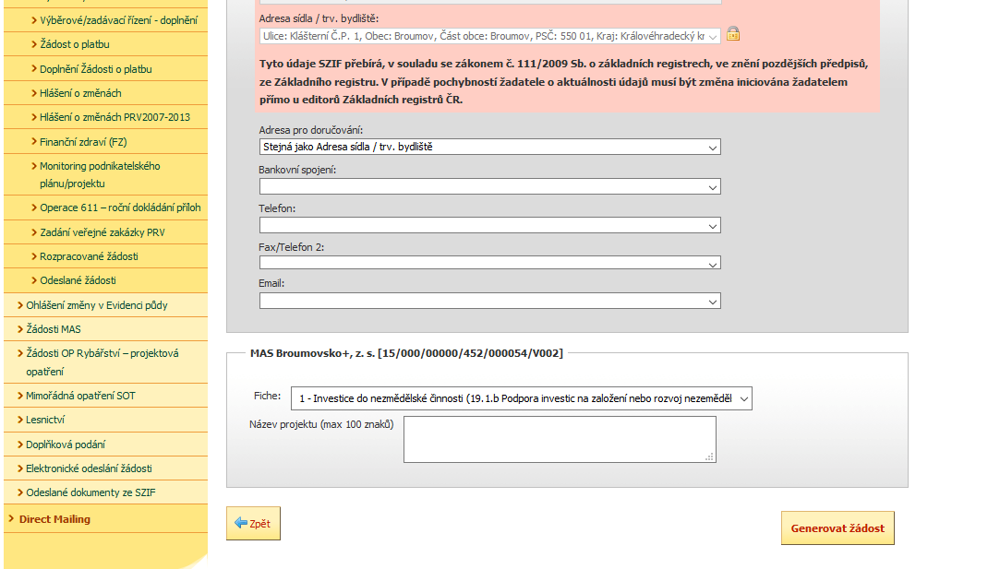 Výběrové/zadávací řízení - doplnění
Žádost o platbu
Doplnění Žádosti o platbu
Hlášení o změnách
Hlášení o změnách PRV2007-2013
Finanční zdraví (FZ)
Monitoring podnikatelského
plánu/projektu
Operace 611 – roční dokládání příloh
Zadání veřejné zakázky PRV
Rozpracované žádosti
Odeslané žádosti
Ohlášení změny v Evidenci půdy
Žádosti MAS
Žádosti OP Rybářství – projektová
opatření
Mimořádná opatření SOT
Lesnictví
Doplňková podání
Elektronické odeslání žádosti
Odeslané dokumenty ze SZIF
Direct Mailing
Adresa sídla / trv. bydliště:
Ulice: Klášterní Č.P. 1, Obec: Broumov, Část obce: Broumov, PSČ: 550 01, Kraj: Královéhradecký kr
Tyto údaje SZIF přebírá, v souladu se zákonem č. 111/2009 Sb. o základních registrech, ve znění pozdějších předpisů,
ze Základního registru. V případě pochybností žadatele o aktuálnosti údajů musí být změna iniciována žadatelem
přímo u editorů Základních registrů ČR.
Adresa pro doručování:
Stejná jako Adresa sídla / trv. bydliště
Bankovní spojení:
Telefon:
Fax/Telefon 2:
Email:
MAS Broumovsko+, z. s. [15/000/00000/452/000054/V002]
Fiche: 1 - Investice do nezmědělské činnosti (19.1.b Podpora investic na založení nebo rozvoj nezeměděl
Název projektu (max 100 znaků)
Zpět
Generovat žádost